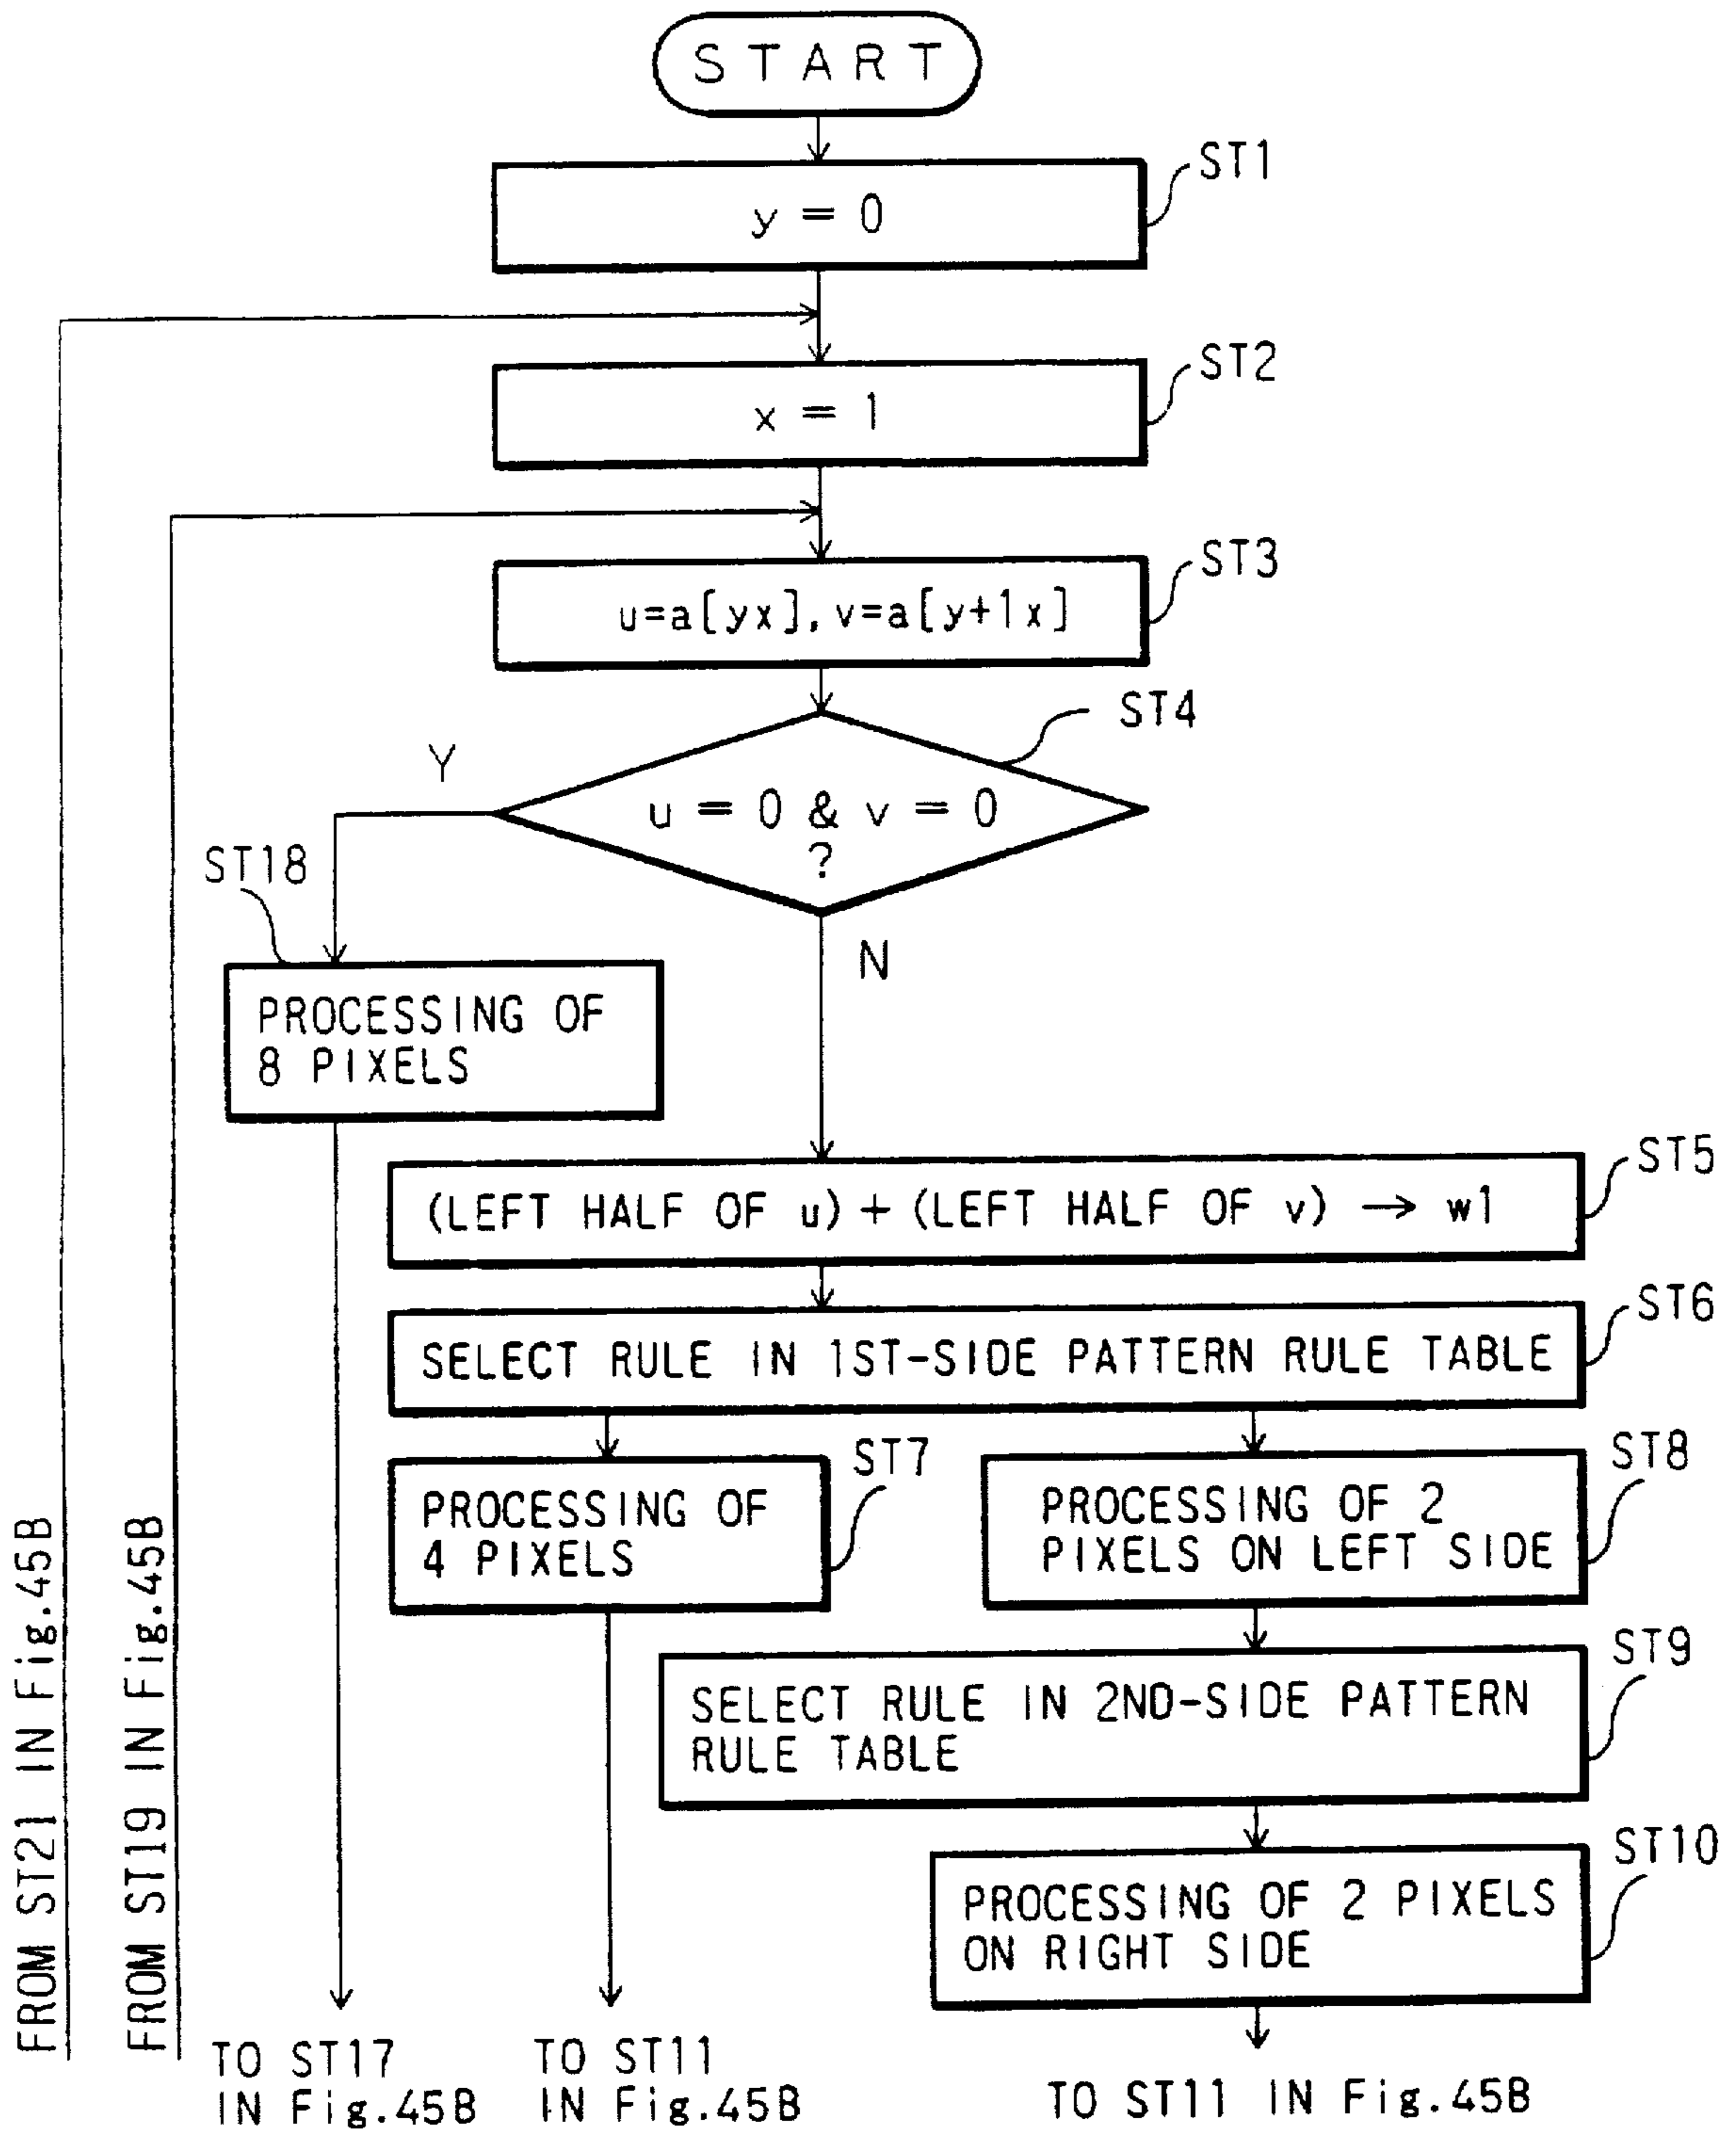 START
ST1
y = 0
ST2
x = 1
ST3
u=a[yx], v=a[y+1x]
ST4
Y
u = 0 & v = 0
?
ST18
N
PROCESSING OF
8 PIXELS
ST5
(LEFT HALF OF u) + (LEFT HALF OF v) → w1
ST6
SELECT RULE IN 1ST-SIDE PATTERN RULE TABLE
ST7
PROCESSING OF
4 PIXELS
ST8
PROCESSING OF 2
PIXELS ON LEFT SIDE
ST9
SELECT RULE IN 2ND-SIDE PATTERN
RULE TABLE
ST10
PROCESSING OF 2 PIXELS
ON RIGHT SIDE
FROM ST21 IN Fig.45B
FROM ST19 IN Fig.45B
TO ST17
IN Fig.45B
TO ST11
IN Fig.45B
TO ST11 IN Fig.45B